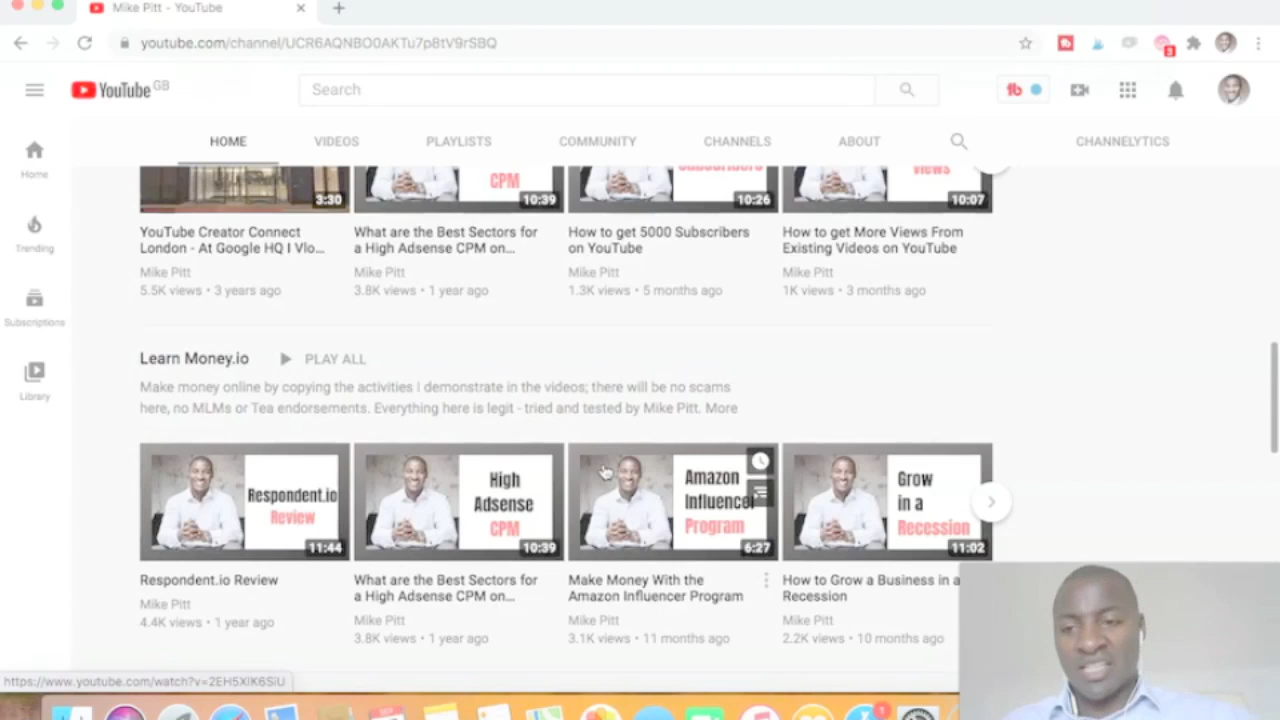 Mike Pitt - YouTube
youtube.com/channel/UCR6AQNBO0AKTu7p8tV9rSBQ
3
YouTube GB
Search
tb
HOME VIDEOS PLAYLISTS COMMUNITY CHANNELS ABOUT CHANNELYTICS
Home
Trending
Subscriptions
Library
CPM
Subscribers
views
3:30
10:39
10:26
10:07
YouTube Creator Connect
London - At Google HQ I Vlo...
Mike Pitt
5.5K views • 3 years ago
What are the Best Sectors for
a High Adsense CPM on...
Mike Pitt
3.8K views • 1 year ago
How to get 5000 Subscribers
on YouTube
Mike Pitt
1.3K views • 5 months ago
How to get More Views From
Existing Videos on YouTube
Mike Pitt
1K views • 3 months ago
Learn Money.io PLAY ALL
Make money online by copying the activities I demonstrate in the videos; there will be no scams
here, no MLMs or Tea endorsements. Everything here is legit - tried and tested by Mike Pitt. More
Respondent.io
Review
11:44
High
Adsense
CPM
10:39
Amazon
Influencer
Program
6:27
Grow
in a
Recession
11:02
Respondent.io Review
Mike Pitt
4.4K views • 1 year ago
What are the Best Sectors for
a High Adsense CPM on...
Mike Pitt
3.8K views • 1 year ago
Make Money With the
Amazon Influencer Program
Mike Pitt
3.1K views • 11 months ago
How to Grow a Business in a
Recession
Mike Pitt
2.2K views • 10 months ago
https://www.youtube.com/watch?v=2EH5XlK6SiU
1